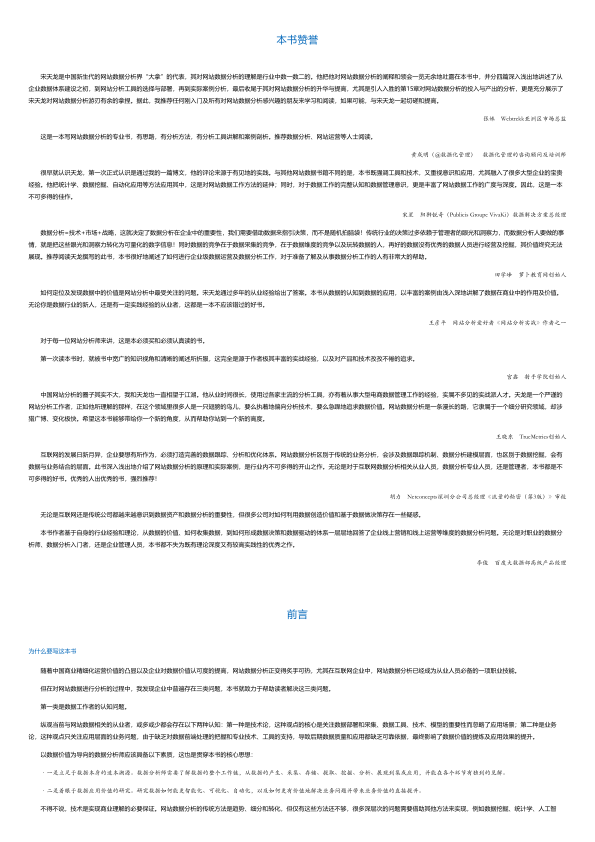 本书赞誉
宋天龙是中国新生代的网站数据分析界“大拿”的代表，其对网站数据分析的理解是行业中数一数二的。他把他对网站数据分析的阐释和领会一览无余地吐露在本书中，并分四篇深入浅出地讲述了从
企业数据体系建设之初，到网站分析工具的选择与部署，再到实际案例分析，最后收尾于其对网站数据分析的升华与提高，尤其是引人入胜的第15章对网站数据分析的投入与产出的分析，更是充分展示了
宋天龙对网站数据分析游刃有余的拿捏。据此，我推荐任何刚入门及所有对网站数据分析感兴趣的朋友来学习和阅读，如果可能，与宋天龙一起切磋和提高。
张烽　Webtrekk亚洲区市场总监
这是一本写网站数据分析的专业书，有思路，有分析方法，有分析工具讲解和案例剖析。推荐数据分析、网站运营等人士阅读。
黄成明（@数据化管理）　数据化管理的咨询顾问及培训师
很早就认识天龙，第一次正式认识是通过我的一篇博文，他的评论来源于有见地的实践。与其他网站数据书籍不同的是，本书既强调工具和技术，又重视意识和应用，尤其融入了很多大型企业的宝贵
经验。他把统计学、数据挖掘、自动化应用等方法应用其中，这是对网站数据工作方法的延伸；同时，对于数据工作的完整认知和数据管理意识，更是丰富了网站数据工作的广度与深度。因此，这是一本
不可多得的佳作。
宋星　阳狮锐奇（Publicis Groupe VivaKi）数据解决方案总经理
数据分析=技术+市场+战略，这就决定了数据分析在企业中的重要性，我们需要借助数据来指引决策，而不是随机拍脑袋！传统行业的决策过多依赖于管理者的眼光和洞察力，而数据分析人要做的事
情，就是把这些眼光和洞察力转化为可量化的数字信息！同时数据的竞争在于数据采集的竞争，在于数据维度的竞争以及玩转数据的人，再好的数据没有优秀的数据人员进行经营及挖掘，其价值终究无法
展现。推荐阅读天龙撰写的此书，本书很好地阐述了如何进行企业级数据运营及数据分析工作，对于准备了解及从事数据分析工作的人有非常大的帮助。
田学峰　萝卜教育网创始人
如何定位及发现数据中的价值是网站分析中最受关注的问题。宋天龙通过多年的从业经验给出了答案。本书从数据的认知到数据的应用，以丰富的案例由浅入深地讲解了数据在商业中的作用及价值。
无论你是数据行业的新人，还是有一定实践经验的从业者，这都是一本不应该错过的好书。
王彦平　网站分析爱好者《网站分析实战》作者之一
对于每一位网站分析师来讲，这是本必须买和必须认真读的书。
第一次读本书时，就被书中宽广的知识视角和清晰的阐述所折服，这完全是源于作者极其丰富的实战经验，以及对产品和技术孜孜不倦的追求。
宫鑫　新手学院创始人
中国网站分析的圈子其实不大，我和天龙也一直相望于江湖。他从业时间很长，使用过各家主流的分析工具，亦有着从事大型电商数据管理工作的经验，实属不多见的实战派人才。天龙是一个严谨的
网站分析工作者，正如他所理解的那样，在这个领域里很多人是一只翅膀的鸟儿，要么执着地偏向分析技术，要么急躁地追求数据价值。网站数据分析是一条漫长的路，它隶属于一个细分研究领域，却涉
猎广博，变化极快。希望这本书能够带给你一个新的角度，从而帮助你站到一个新的高度。
王晓东　TrueMetrics创始人
互联网的发展日新月异，企业要想有所作为，必须打造完善的数据跟踪、分析和优化体系。网站数据分析区别于传统的业务分析，会涉及数据跟踪机制、数据分析建模层面，也区别于数据挖掘，会有
数据与业务结合的层面。此书深入浅出地介绍了网站数据分析的原理和实际案例，是行业内不可多得的开山之作。无论是对于互联网数据分析相关从业人员，数据分析专业人员，还是管理者，本书都是不
可多得的好书。优秀的人出优秀的书，强烈推荐！
胡力　Netconcepts深圳分公司总经理《流量的秘密（第3版）》审校
无论是互联网还是传统公司都越来越意识到数据资产和数据分析的重要性，但很多公司对如何利用数据创造价值和基于数据做决策存在一些疑惑。
本书作者基于自身的行业经验和理论，从数据的价值、如何收集数据，到如何形成数据决策和数据驱动的体系一层层地回答了企业线上营销和线上运营等维度的数据分析问题。无论是对职业的数据分
析师、数据分析入门者，还是企业管理人员，本书都不失为既有理论深度又有较高实践性的优秀之作。
李俊　百度大数据部高级产品经理
前言
为什么要写这本书
随着中国商业精细化运营价值的凸显以及企业对数据价值认可度的提高，网站数据分析正变得炙手可热，尤其在互联网企业中，网站数据分析已经成为从业人员必备的一项职业技能。
但在对网站数据进行分析的过程中，我发现企业中普遍存在三类问题，本书就致力于帮助读者解决这三类问题。
第一类是数据工作者的认知问题。
纵观当前与网站数据相关的从业者，或多或少都会存在以下两种认知：第一种是技术论，这种观点的核心是关注数据部署和采集、数据工具、技术、模型的重要性而忽略了应用场景；第二种是业务
论，这种观点只关注应用层面的业务问题，由于缺乏对数据前端处理的把握和专业技术、工具的支持，导致后期数据质量和应用都缺乏可靠依据，最终影响了数据价值的提炼及应用效果的提升。
以数据价值为导向的数据分析师应该具备以下素质，这也是贯穿本书的核心思想：
·一是立足于数据本身的追本溯源。数据分析师需要了解数据的整个工作链，从数据的产生、采集、存储、提取、挖掘、分析、展现到集成应用，并能在各个环节有独到的见解。
·二是着眼于数据应用价值的研究。研究数据如何能更智能化、可视化、自动化，以及如何更有价值地解决业务问题并带来业务价值的直接提升。
不得不说，技术是实现商业理解的必要保证。网站数据分析的传统方法是趋势、细分和转化，但仅有这些方法还不够，很多深层次的问题需要借助其他方法来实现，例如数据挖掘、统计学、人工智